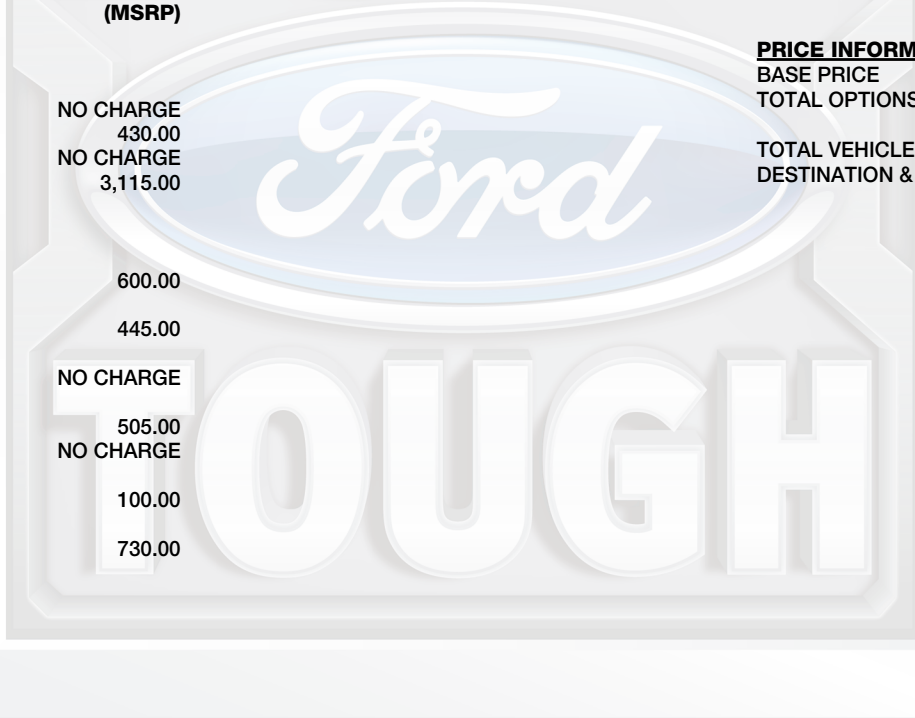 (MSRP)
NO CHARGE
430.00
NO CHARGE
3,115.00
600.00
445.00
NO CHARGE
505.00
NO CHARGE
100.00
730.00
PRICE INFORM
BASE PRICE
TOTAL OPTIONS
TOTAL VEHICLE
DESTINATION &
Ford
TOUGH